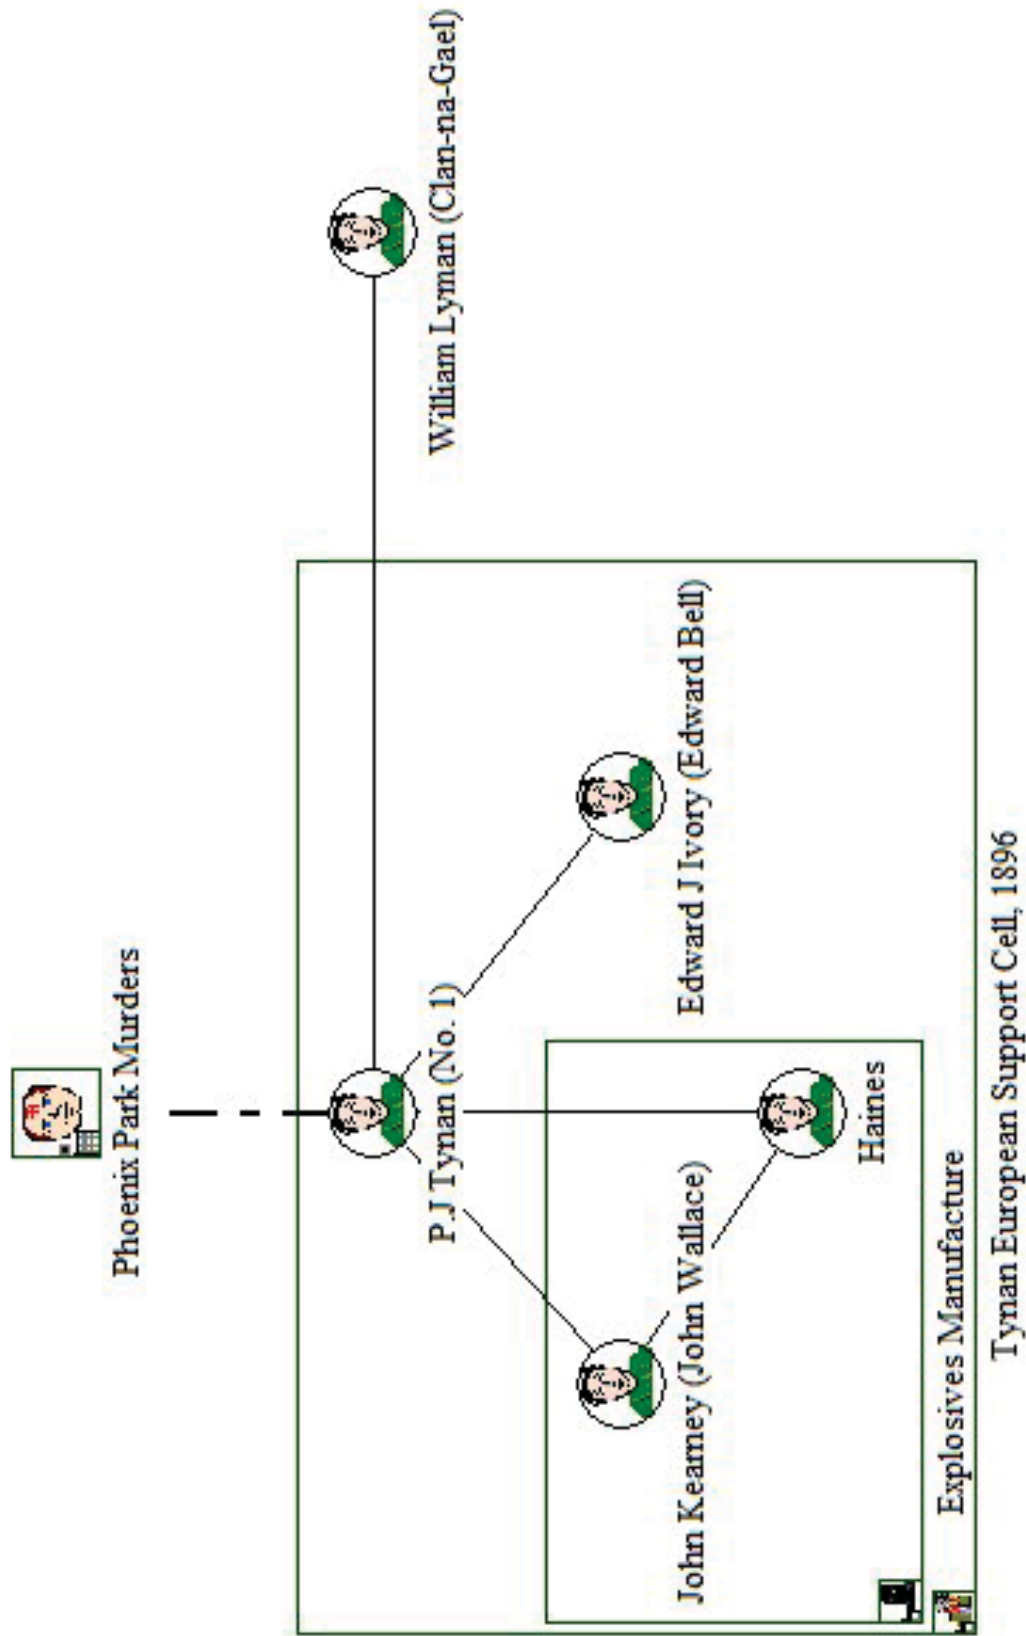 Phoenix Park Murders
P.J Tynan (No. 1)
William Lyman (Clan-na-Gael)
John Kearney (John Wallace)
Edward J Ivory (Edward Bell)
Haines
Explosives Manufacture
Tynan European Support Cell, 1896